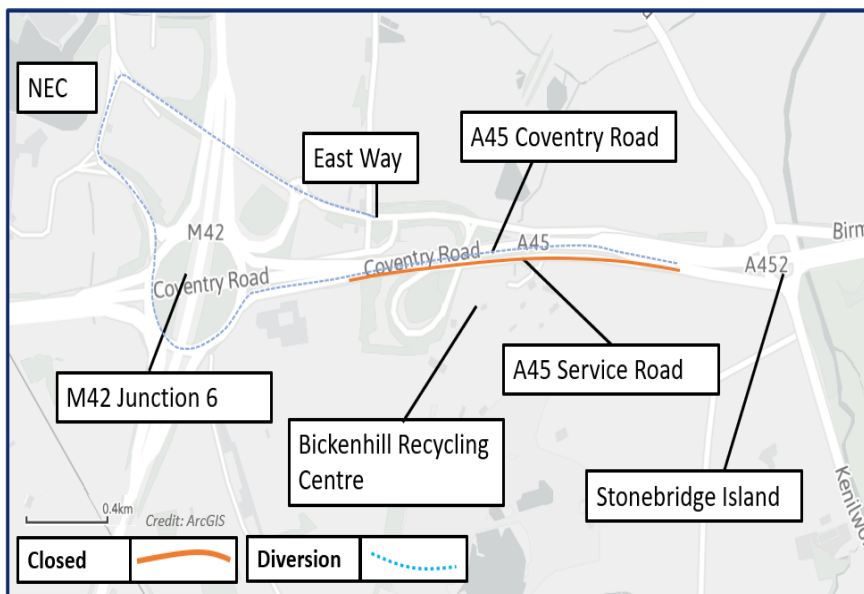 NEC
A45 Coventry Road
East Way
M42
Coventry Road
A45
Birm
Coventry Road
A452
M42 Junction 6
A45 Service Road
Bickenhill Recycling
Centre
Stonebridge Island
Kenilwo
0.4km
Credit: ArcGIS
Closed
Diversion